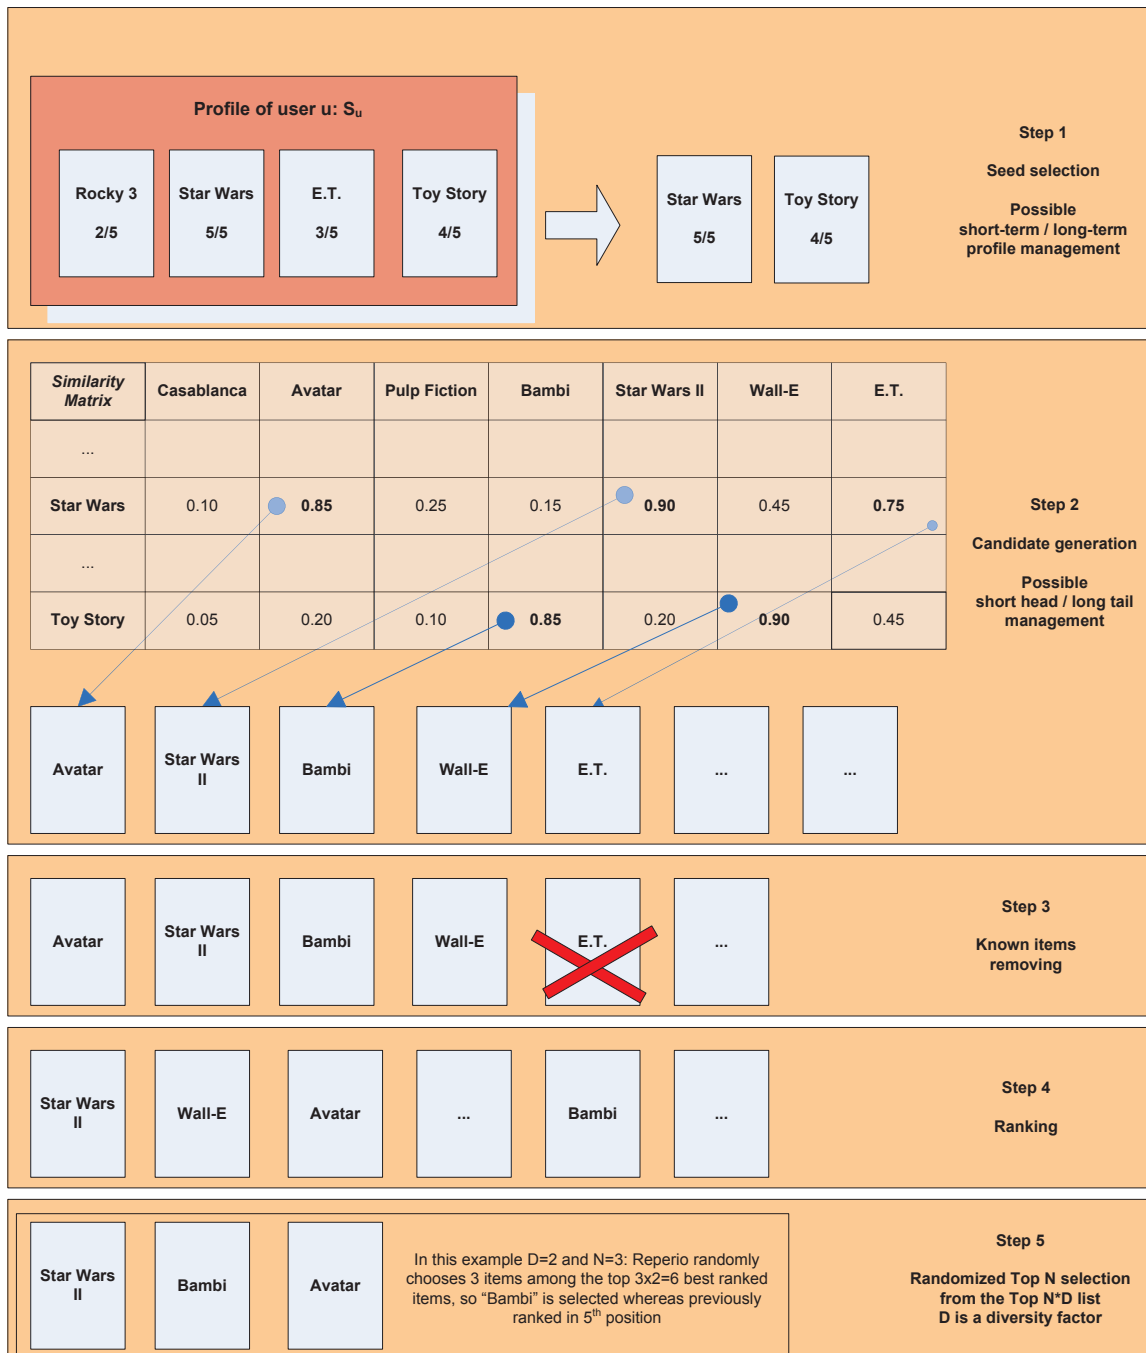 Profile of user u: Su
Rocky 3
2/5
Star Wars
5/5
E.T.
3/5
Toy Story
4/5
Star Wars
5/5
Toy Story
4/5
Step 1
Seed selection
Possible
short-term / long-term
profile management
Similarity
Matrix
Casablanca
Avatar
Pulp Fiction
Bambi
Star Wars II
Wall-E
E.T.
...
Star Wars
0.10
0.85
0.25
0.15
0.90
0.45
0.75
...
Toy Story
0.05
0.20
0.10
0.85
0.20
0.90
0.45
Step 2
Candidate generation
Possible
short head / long tail
management
Avatar
Star Wars
II
Bambi
Wall-E
E.T.
...
...
Avatar
Star Wars
II
Bambi
Wall-E
E.T.
...
Step 3
Known items
removing
Star Wars
II
Wall-E
Avatar
...
Bambi
...
Step 4
Ranking
Star Wars
II
Bambi
Avatar
In this example D=2 and N=3: Reperio randomly
chooses 3 items among the top 3x2=6 best ranked
items, so “Bambi” is selected whereas previously
ranked in 5th position
Step 5
Randomized Top N selection
from the Top N*D list
D is a diversity factor